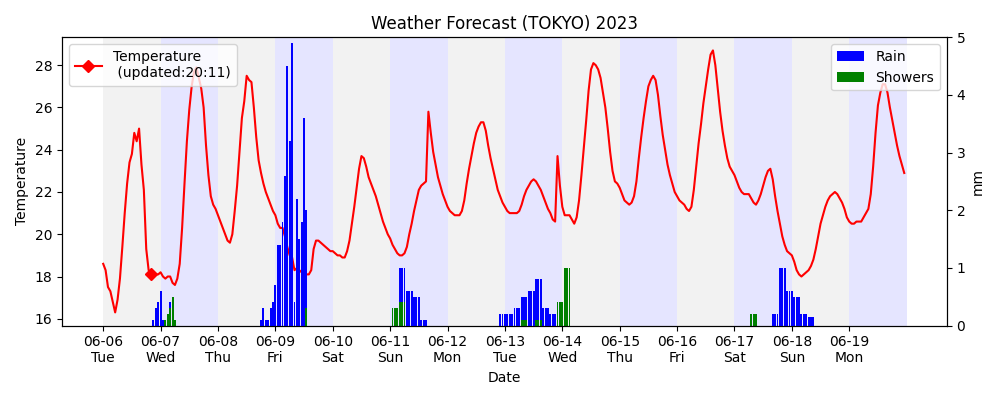 Weather Forecast (TOKYO) 2023
Temperature
(updated:20:11)
Rain
Showers
Temperature
28
26
24
22
20
18
16
5
4
3
2
1
0
mm
06-06 06-07 06-08 06-09 06-10 06-11 06-12 06-13 06-14 06-15 06-16 06-17 06-18 06-19
Tue Wed Thu Fri Sat Sun Mon Tue Wed Thu Fri Sat Sun Mon
Date